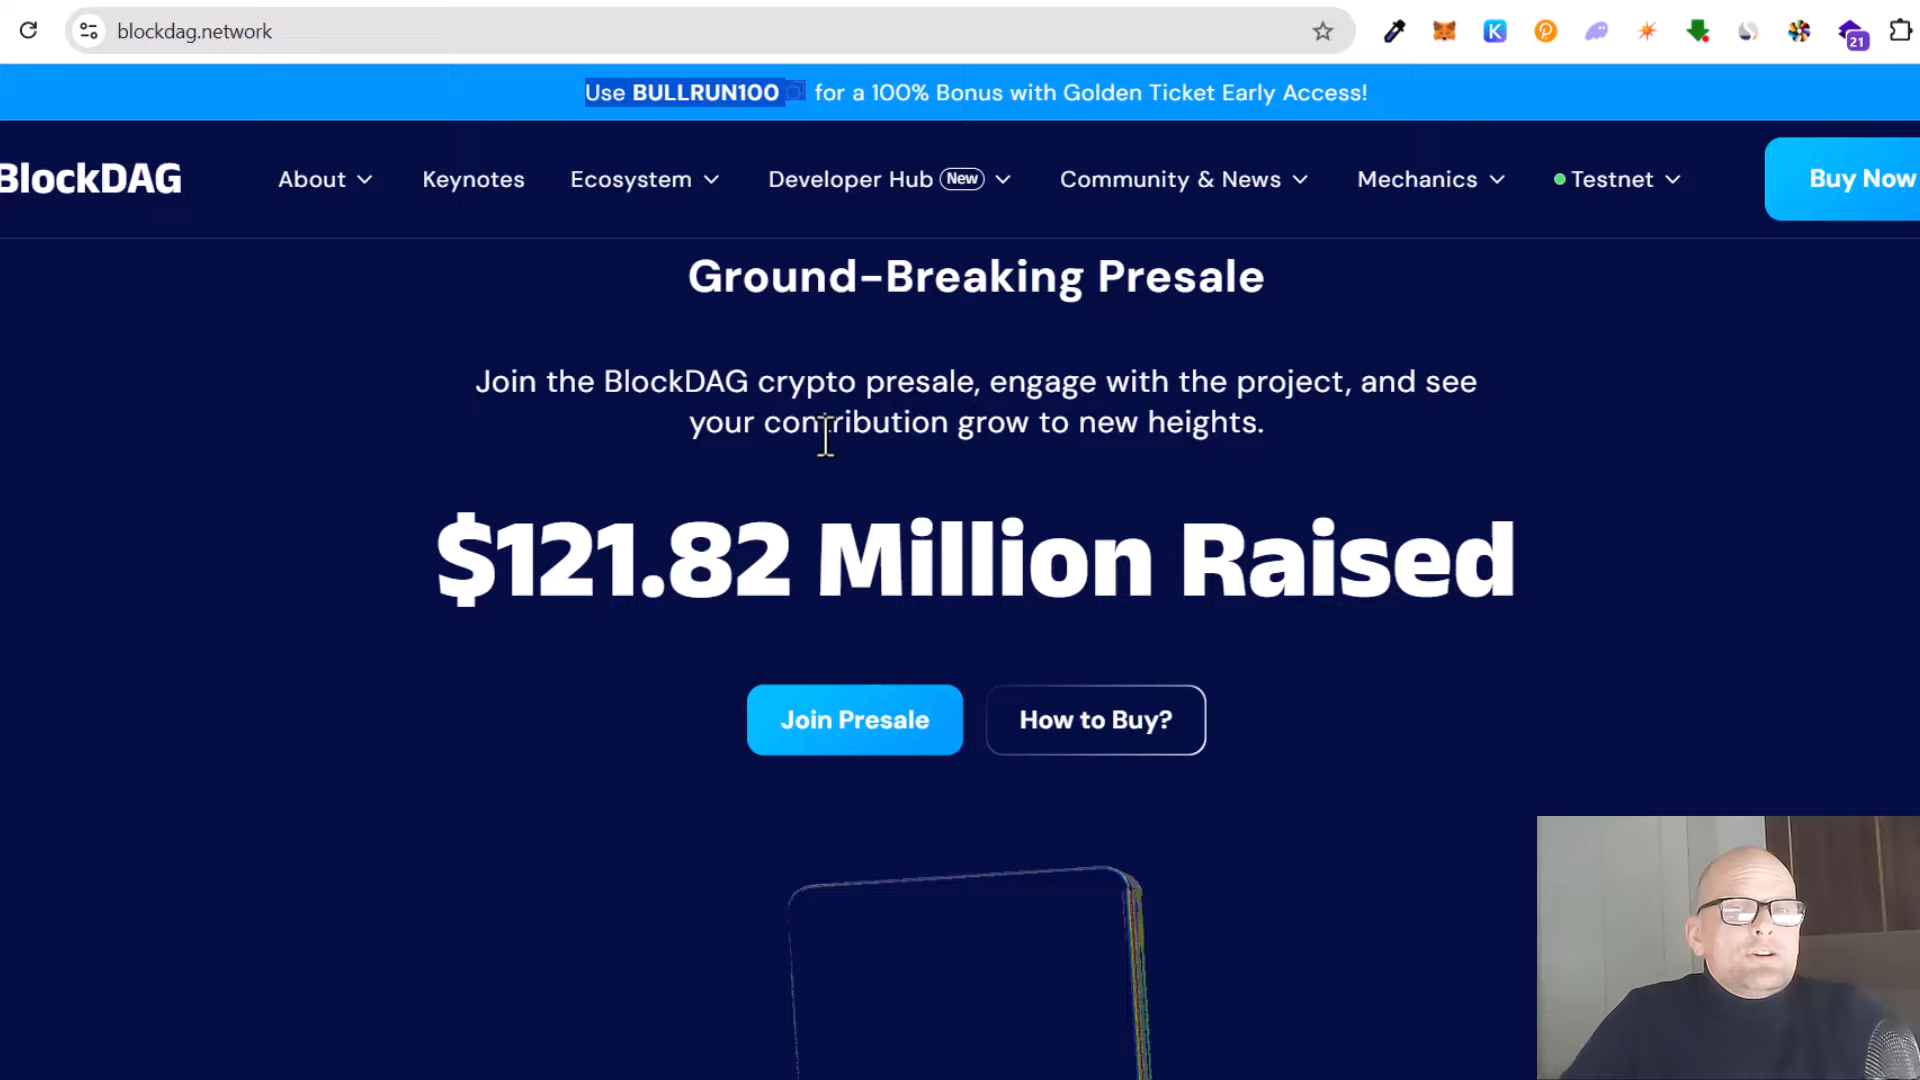 blockdag.network
21
Use BULLRUN100 for a 100% Bonus with Golden Ticket Early Access!
BlockDAG
About
Keynotes
Ecosystem
Developer Hub New
Community & News
Mechanics
Testnet
Buy Now
Ground-Breaking Presale
Join the BlockDAG crypto presale, engage with the project, and see
your contribution grow to new heights.
$121.82 Million Raised
Join Presale
How to Buy?